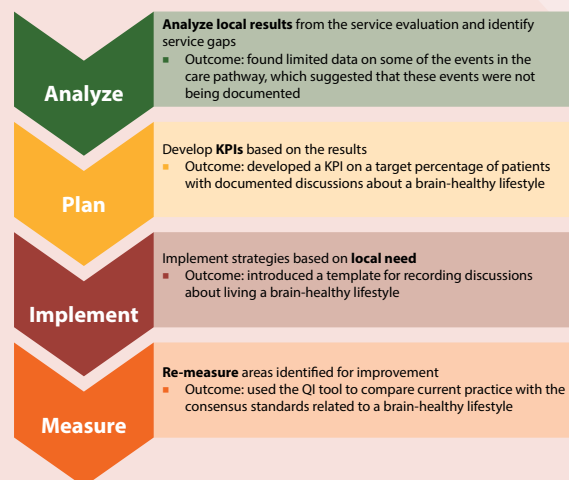 Analyze
Analyze local results from the service evaluation and identify
service gaps
▪ Outcome: found limited data on some of the events in the
care pathway, which suggested that these events were not
being documented
Plan
Develop KPIs based on the results
▪ Outcome: developed a KPI on a target percentage of patients
with documented discussions about a brain-healthy lifestyle
Implement
Implement strategies based on local need
▪ Outcome: introduced a template for recording discussions
about living a brain-healthy lifestyle
Measure
Re-measure areas identified for improvement
▪ Outcome: used the QI tool to compare current practice with the
consensus standards related to a brain-healthy lifestyle